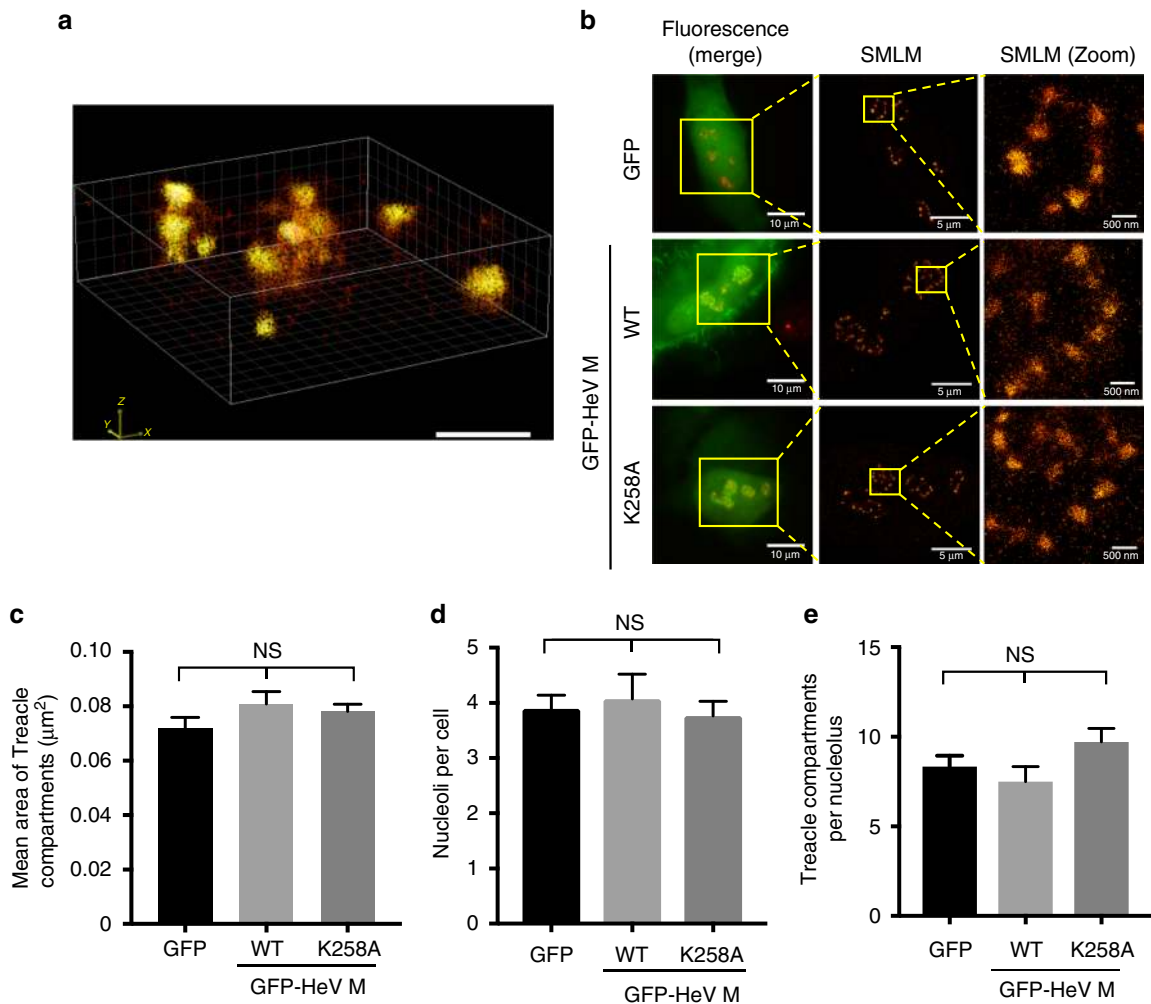 a
Z
Y
X
b
Fluorescence
(merge)
SMLM
SMLM (Zoom)
GFP
10 μm
5 μm
500 nm
GFP-HeV M
WT
10 μm
5 μm
500 nm
K258A
10 μm
5 μm
500 nm
c
Mean area of Treacle
compartments (μm²)
0.10
0.08
0.06
0.04
0.02
0
NS
GFP
WT
K258A
GFP-HeV M
d
Nucleoli per cell
5
4
3
2
1
0
NS
GFP
WT
K258A
GFP-HeV M
e
Treacle compartments
per nucleolus
15
10
5
0
NS
GFP
WT
K258A
GFP-HeV M